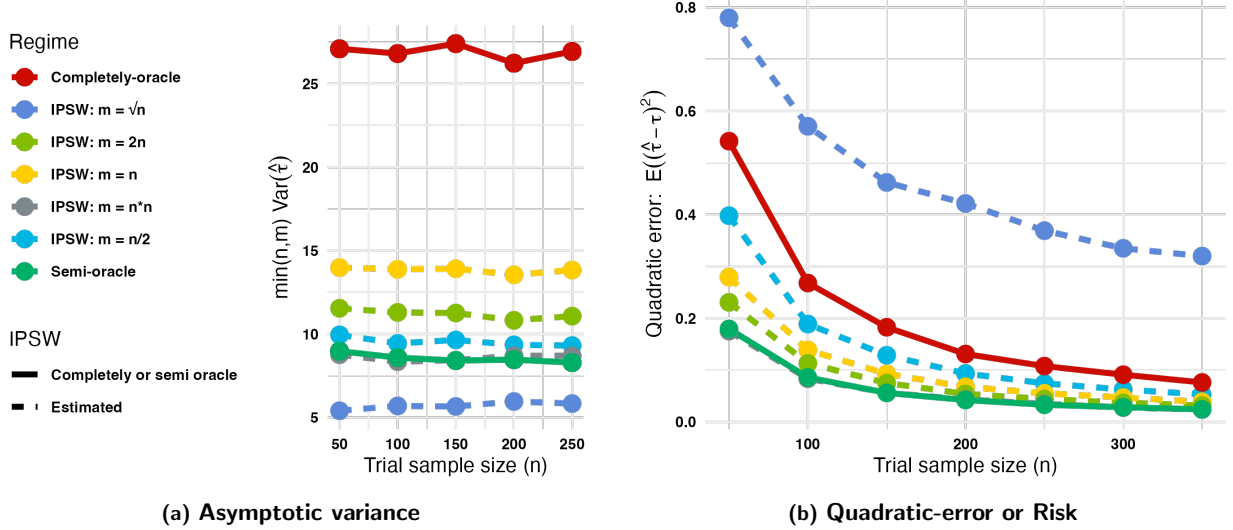 Regime
Completely-oracle
IPSW: m = √n
IPSW: m = 2n
IPSW: m = n
IPSW: m = n*n
IPSW: m = n/2
Semi-oracle
IPSW
Completely or semi oracle
Estimated
min(n,m) Var(τ̂)
25
20
15
10
5
50 100 150 200 250
Trial sample size (n)
(a) Asymptotic variance
Quadratic error: E((τ̂−τ)²)
0.8
0.6
0.4
0.2
0.0
100 200 300
Trial sample size (n)
(b) Quadratic-error or Risk